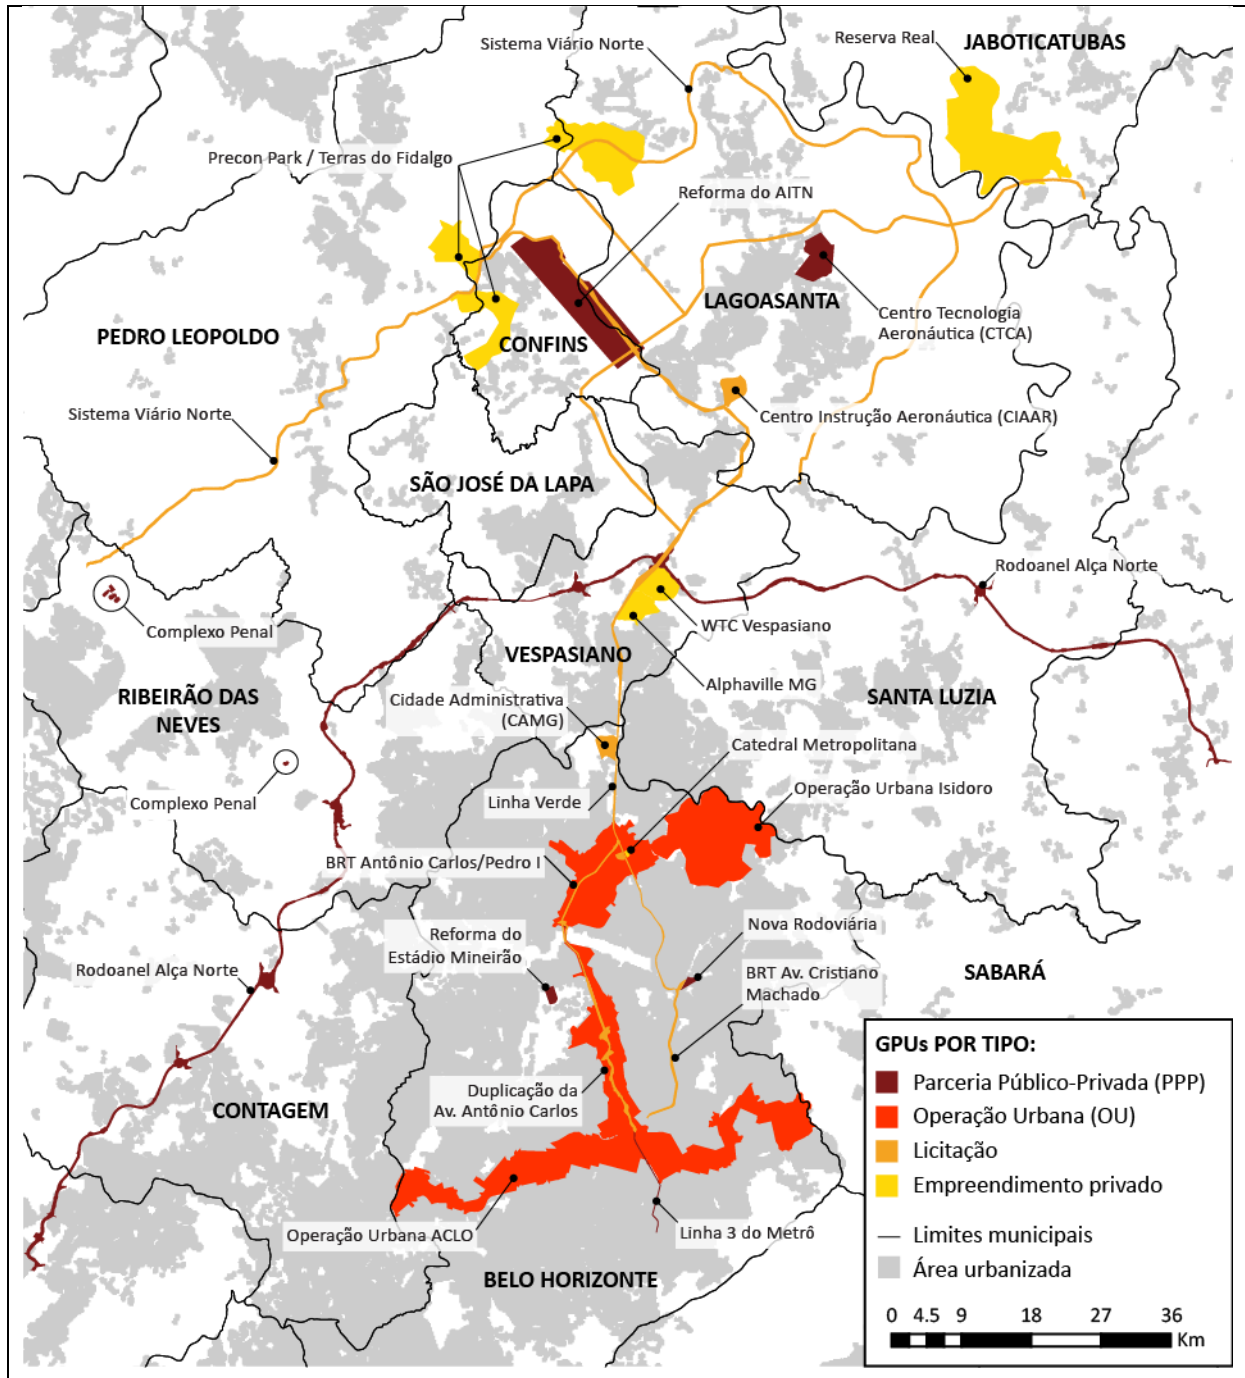 Sistema Viário Norte
Reserva Real
JABOTICATUBAS
Precon Park / Terras do Fidalgo
Reforma do AITN
LAGOASANTA
Centro Tecnologia
Aeronáutica (CTCA)
PEDRO LEOPOLDO
CONFINS
Sistema Viário Norte
Centro Instrução Aeronáutica (CIAAR)
SÃO JOSÉ DA LAPA
Rodoanel Alça Norte
Complexo Penal
WTC Vespasiano
VESPASIANO
Alphaville MG
RIBEIRÃO DAS
NEVES
SANTA LUZIA
Cidade Administrativa
(CAMG)
Catedral Metropolitana
Complexo Penal
Linha Verde
Operação Urbana Isidoro
BRT Antônio Carlos/Pedro I
Reforma do
Estádio Mineirão
Nova Rodoviária
Rodoanel Alça Norte
BRT Av. Cristiano
Machado
SABARÁ
Duplicação da
Av. Antônio Carlos
CONTAGEM
Operação Urbana ACLO
Linha 3 do Metrô
BELO HORIZONTE
GPUs POR TIPO:
Parceria Público-Privada (PPP)
Operação Urbana (OU)
Licitação
Empreendimento privado
Limites municipais
Área urbanizada
0 4.5 9 18 27 36
Km